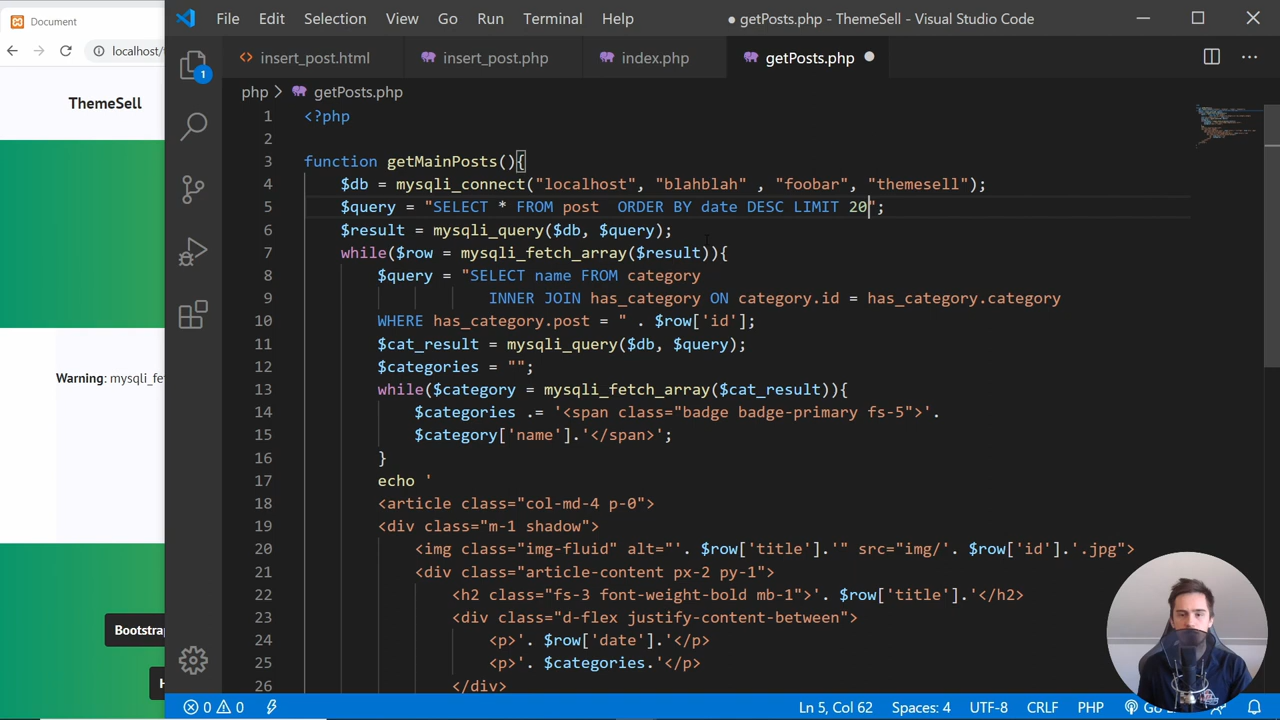 Document
localhost/
ThemeSell
Warning: mysqli_fe
Bootstrap
H
File Edit Selection View Go Run Terminal Help
● getPosts.php - ThemeSell - Visual Studio Code
insert_post.html insert_post.php index.php getPosts.php
php > getPosts.php
1
1 <?php
2
3 function getMainPosts(){
4 $db = mysqli_connect("localhost", "blahblah" , "foobar", "themesell");
5 $query = "SELECT * FROM post  ORDER BY date DESC LIMIT 20";
6 $result = mysqli_query($db, $query);
7 while($row = mysqli_fetch_array($result)){
8 $query = "SELECT name FROM category
9 INNER JOIN has_category ON category.id = has_category.category
10 WHERE has_category.post = " . $row['id'];
11 $cat_result = mysqli_query($db, $query);
12 $categories = "";
13 while($category = mysqli_fetch_array($cat_result)){
14 $categories .= '<span class="badge badge-primary fs-5">'.
15 $category['name'].'</span>';
16 }
17 echo '
18 <article class="col-md-4 p-0">
19 <div class="m-1 shadow">
20 <img class="img-fluid" alt="'. $row['title'].'" src="img/'. $row['id'].'.jpg">
21 <div class="article-content px-2 py-1">
22 <h2 class="fs-3 font-weight-bold mb-1">'. $row['title'].'</h2>
23 <div class="d-flex justify-content-between">
24 <p>'. $row['date'].'</p>
25 <p>'. $categories.'</p>
26 </div>
0 0 Ln 5, Col 62 Spaces: 4 UTF-8 CRLF PHP Go